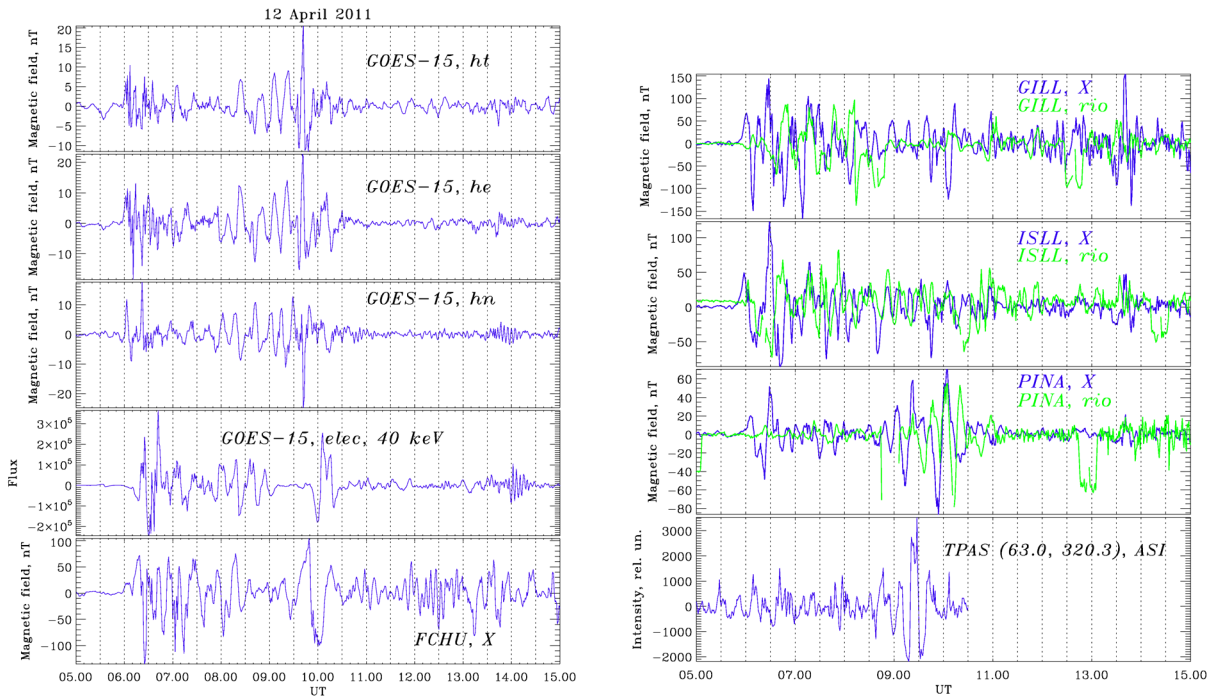 12 April 2011
Magnetic field, nT
20
15
10
5
0
−5
−10
GOES−15, ht
Magnetic field, nT
20
10
0
−10
GOES−15, he
Magnetic field, nT
10
0
−10
−20
GOES−15, hn
Flux
3×10⁵
2×10⁵
1×10⁵
0
−1×10⁵
−2×10⁵
GOES−15, elec, 40 keV
Magnetic field, nT
100
50
0
−50
−100
FCHU, X
05.00 06.00 07.00 08.00 09.00 10.00 11.00 12.00 13.00 14.00 15.00
UT
Magnetic field, nT
150
100
50
0
−50
−100
−150
GILL, X
GILL, rio
Magnetic field, nT
100
50
0
−50
ISLL, X
ISLL, rio
Magnetic field, nT
60
40
20
0
−20
−40
−60
−80
PINA, X
PINA, rio
Intensity, rel. un.
3000
2000
1000
0
−1000
−2000
TPAS (63.0, 320.3), ASI
05.00 07.00 09.00 11.00 13.00 15.00
UT